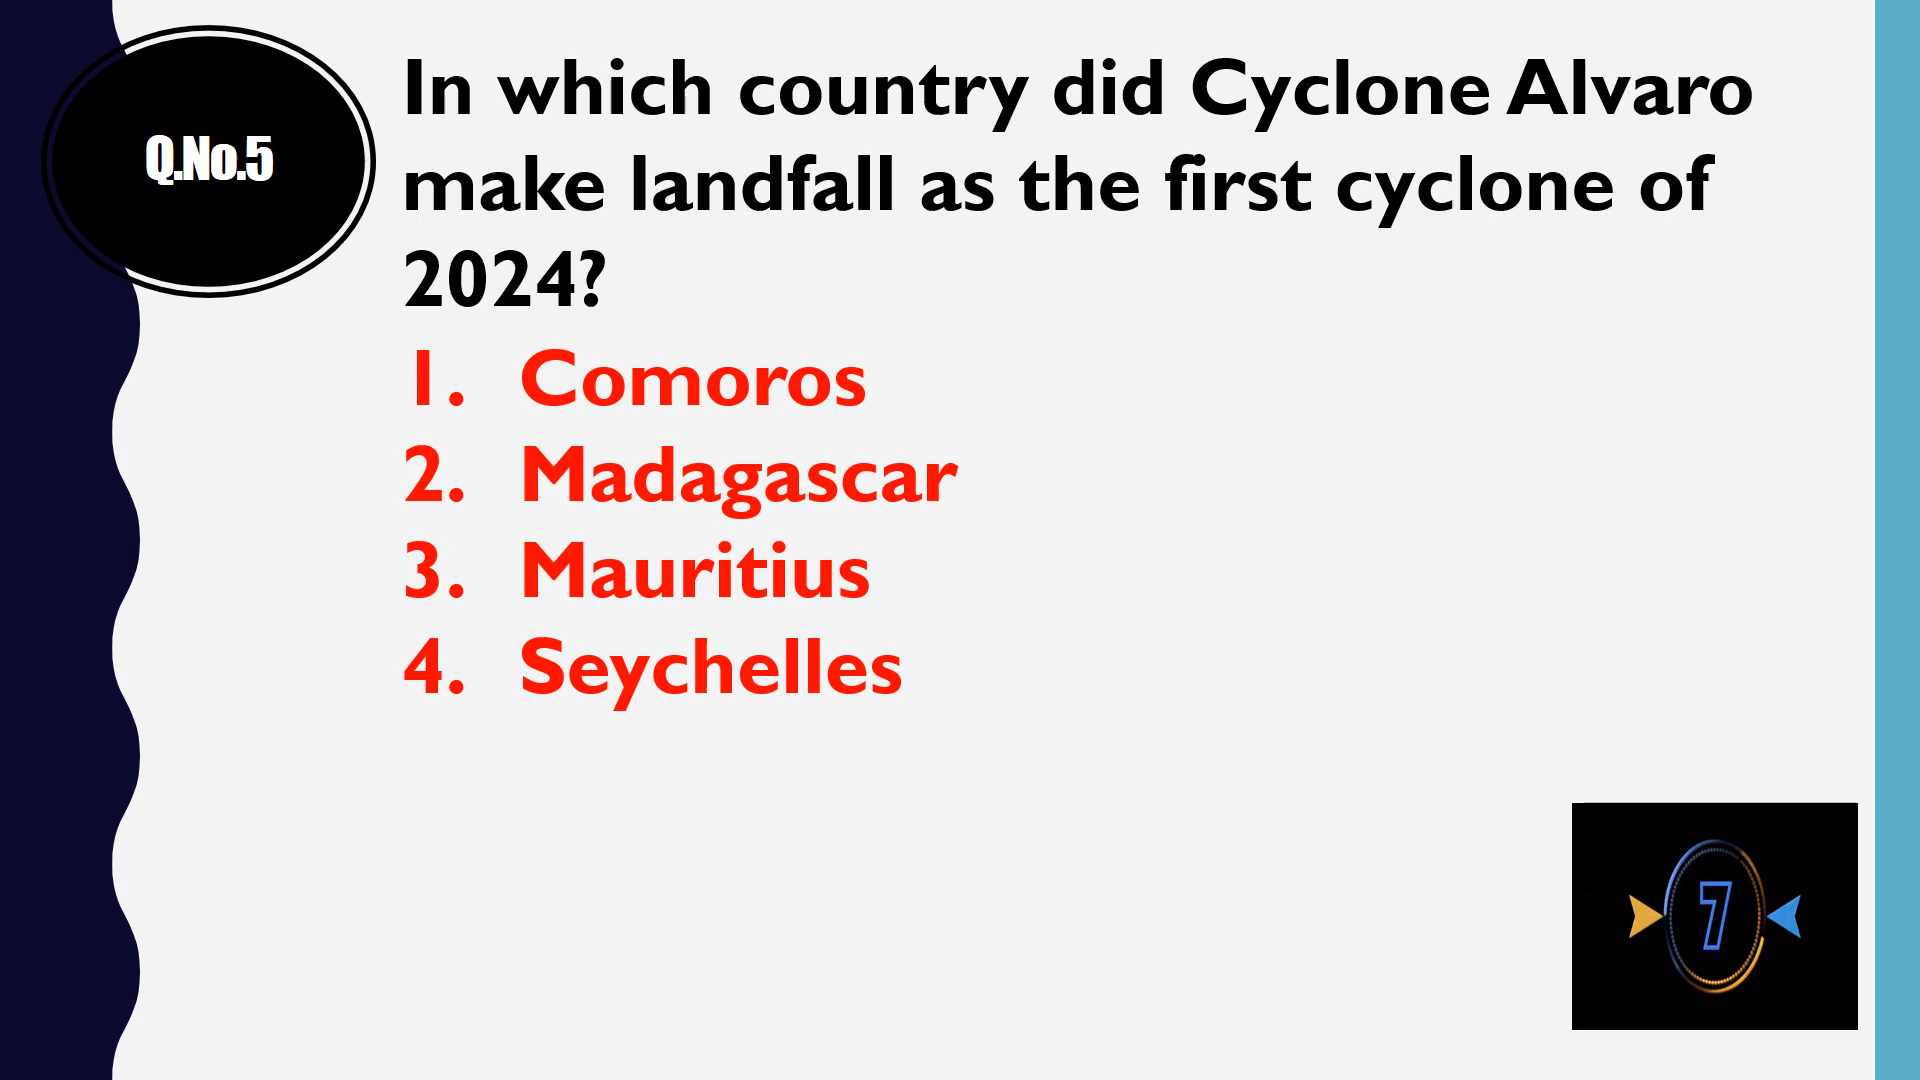 Q.No.5
In which country did Cyclone Alvaro
make landfall as the first cyclone of
2024?
1. Comoros
2. Madagascar
3. Mauritius
4. Seychelles
7